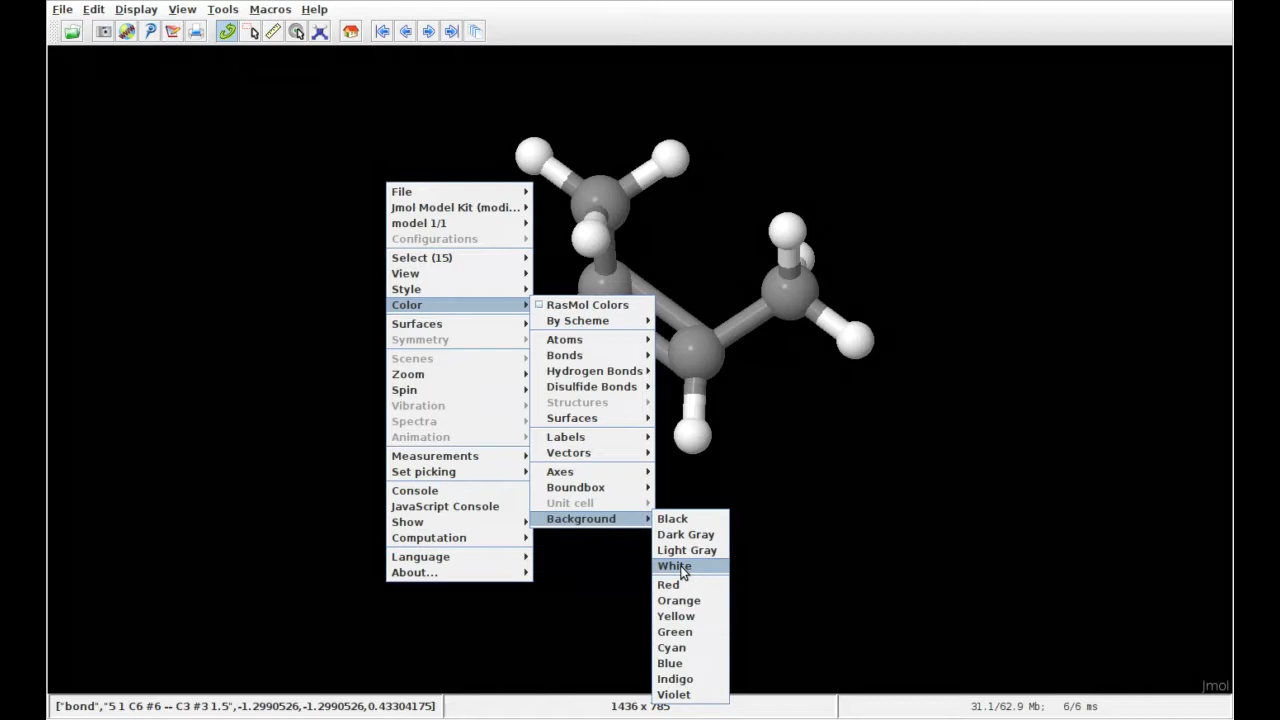 File Edit Display View Tools Macros Help
File
Jmol Model Kit (modi...
model 1/1
Configurations
Select (15)
View
Style
Color
Surfaces
Symmetry
Scenes
Zoom
Spin
Vibration
Spectra
Animation
Measurements
Set picking
Console
JavaScript Console
Show
Computation
Language
About...
RasMol Colors
By Scheme
Atoms
Bonds
Hydrogen Bonds
Disulfide Bonds
Structures
Surfaces
Labels
Vectors
Axes
Boundbox
Unit cell
Background
Black
Dark Gray
Light Gray
White
Red
Orange
Yellow
Green
Cyan
Blue
Indigo
Violet
Jmol
["bond","5 1 C6 #6 -- C3 #3 1.5",-1.2990526,-1.2990526,0.43304175]
1436 x 785
31.1/62.9 Mb; 6/6 ms